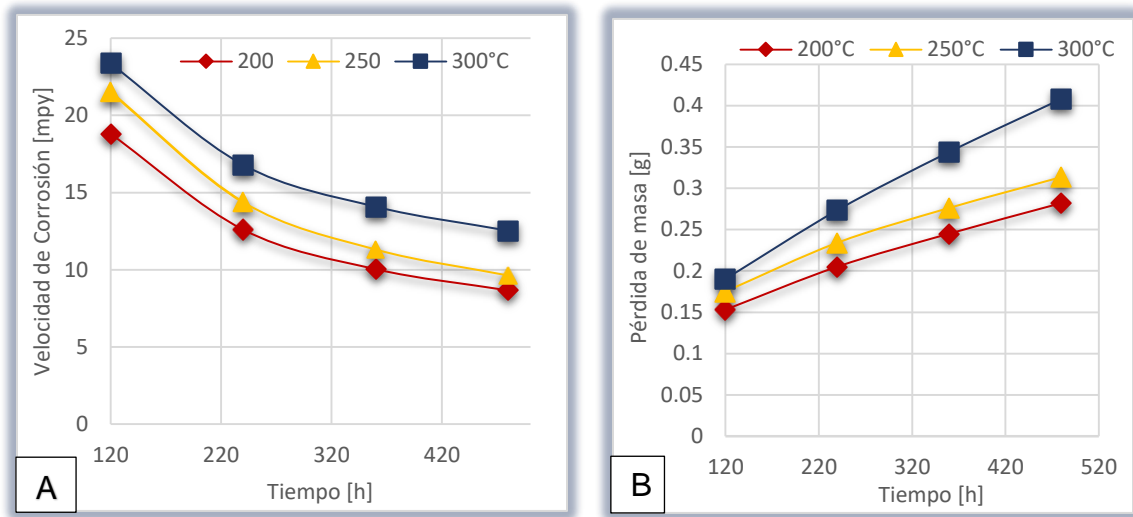 200 250 300°C
Velocidad de Corrosión [mpy]
25
20
15
10
5
0
120 220 320 420
Tiempo [h]
A
200°C 250°C 300°C
Pérdida de masa [g]
0.45
0.4
0.35
0.3
0.25
0.2
0.15
0.1
0.05
0
120 220 320 420 520
Tiempo [h]
B